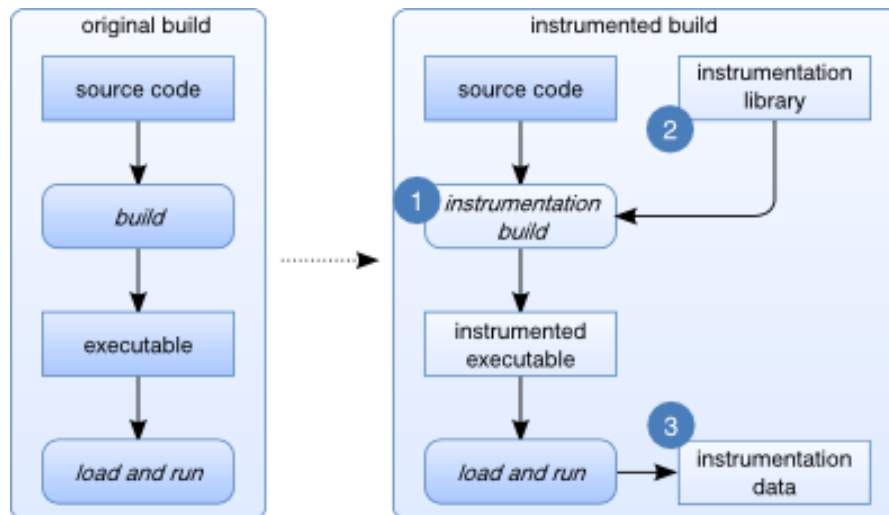 original build
source code
build
executable
load and run
instrumented build
source code
instrumentation
library
2
1
instrumentation
build
instrumented
executable
load and run
3
instrumentation
data